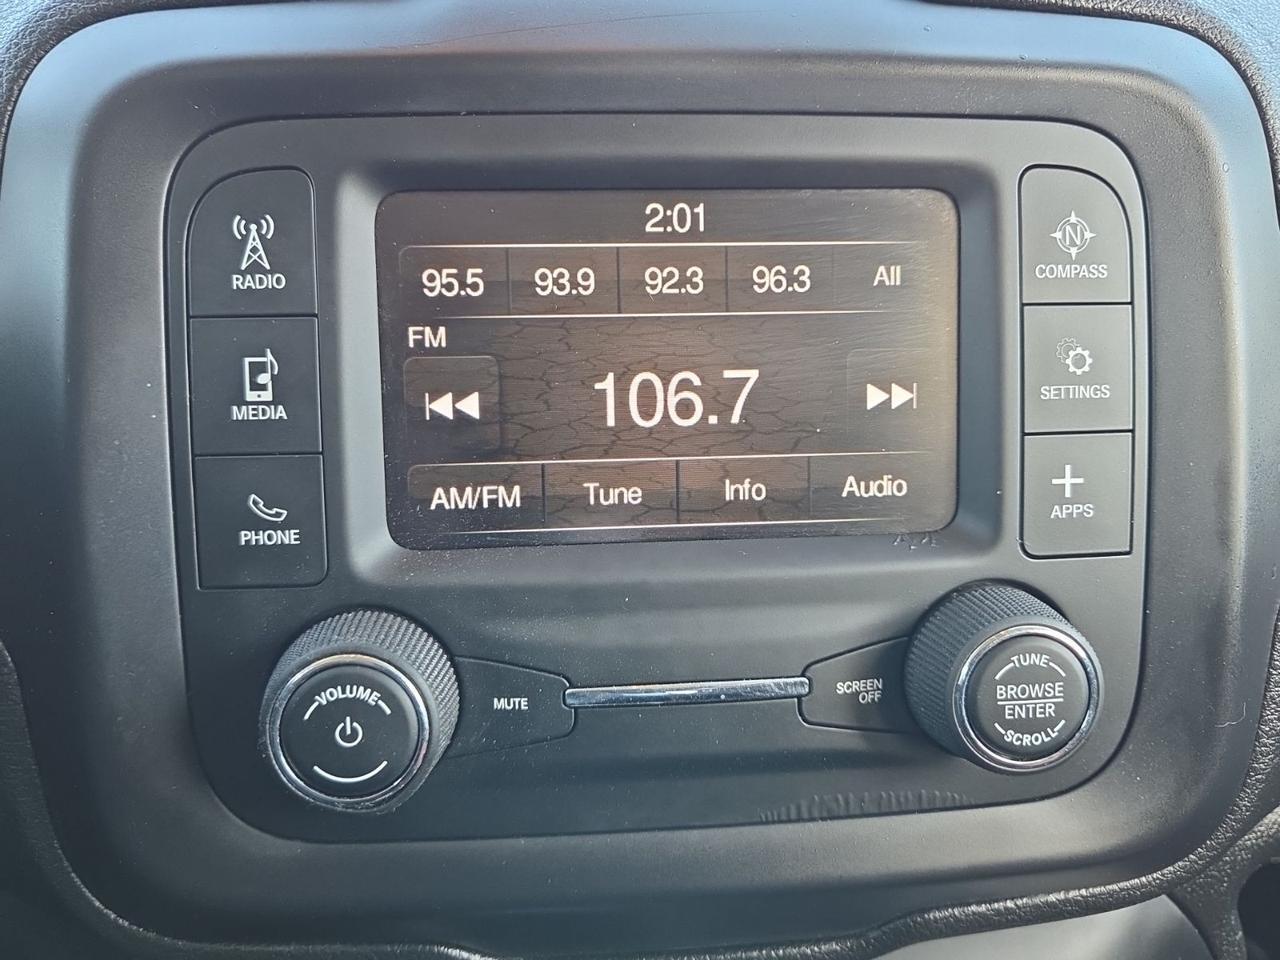 2:01
95.5 93.9 92.3 96.3 All
FM
106.7
AM/FM Tune Info Audio
RADIO
MEDIA
PHONE
N
COMPASS
SETTINGS
APPS
VOLUME
MUTE
SCREEN
OFF
TUNE
BROWSE
ENTER
SCROLL